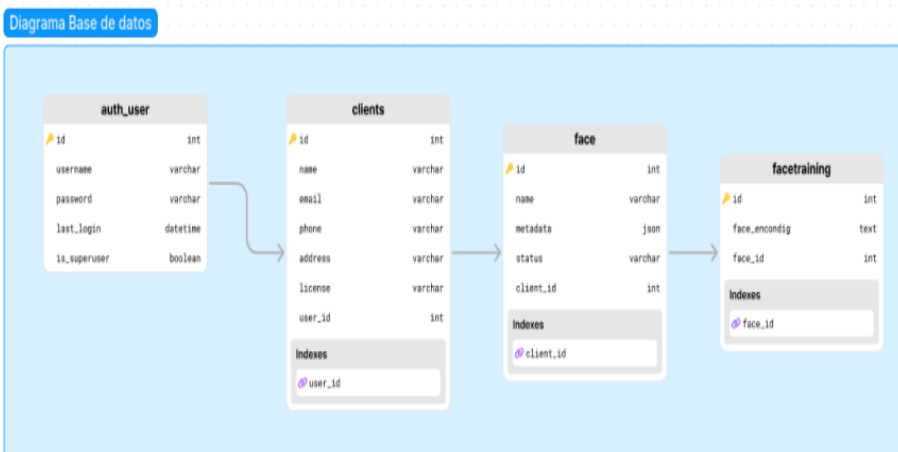 Diagrama Base de datos
auth_user
id int
username varchar
password varchar
last_login datetime
is_superuser boolean
clients
id int
name varchar
email varchar
phone varchar
address varchar
license varchar
user_id int
Indexes
user_id
face
id int
name varchar
metadata json
status varchar
client_id int
Indexes
client_id
facetraining
id int
face_encondig text
face_id int
Indexes
face_id